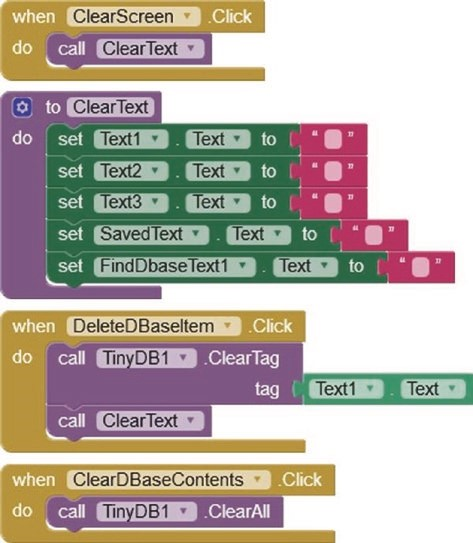 when ClearScreen .Click
do call ClearText
to ClearText
do set Text1 . Text to “ ”
set Text2 . Text to “ ”
set Text3 . Text to “ ”
set SavedText . Text to “ ”
set FindDbaseText1 . Text to “ ”
when DeleteDBaseItem .Click
do call TinyDB1 .ClearTag
tag Text1 . Text
call ClearText
when ClearDBaseContents .Click
do call TinyDB1 .ClearAll